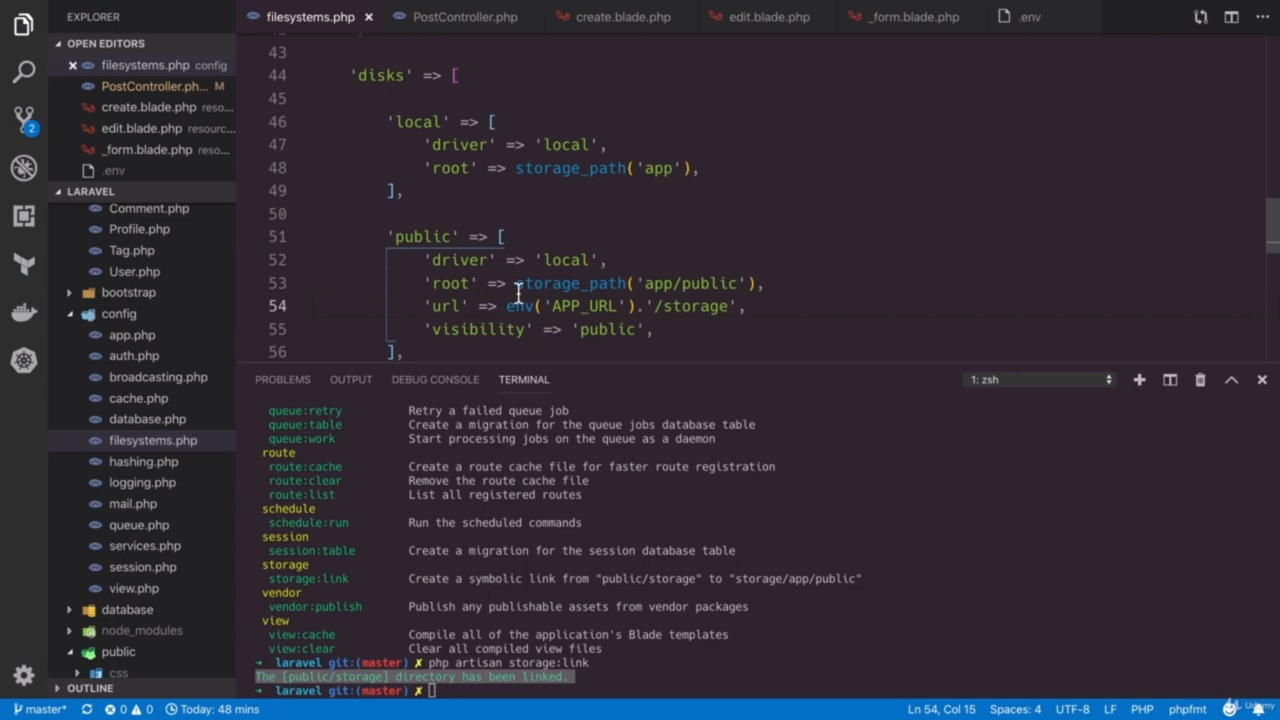 EXPLORER
OPEN EDITORS
filesystems.php config
PostController.ph... M
create.blade.php reso...
edit.blade.php resourc...
_form.blade.php reso...
.env
LARAVEL
Comment.php
Profile.php
Tag.php
User.php
bootstrap
config
app.php
auth.php
broadcasting.php
cache.php
database.php
filesystems.php
hashing.php
logging.php
mail.php
queue.php
services.php
session.php
view.php
database
node_modules
public
css
OUTLINE
2
filesystems.php PostController.php create.blade.php edit.blade.php _form.blade.php .env
43
44 'disks' => [
45
46 'local' => [
47 'driver' => 'local',
48 'root' => storage_path('app'),
49 ],
50
51 'public' => [
52 'driver' => 'local',
53 'root' => storage_path('app/public'),
54 'url' => env('APP_URL').'/storage',
55 'visibility' => 'public',
56 ],
PROBLEMS OUTPUT DEBUG CONSOLE TERMINAL 1: zsh
queue:retry Retry a failed queue job
queue:table Create a migration for the queue jobs database table
queue:work Start processing jobs on the queue as a daemon
route
route:cache Create a route cache file for faster route registration
route:clear Remove the route cache file
route:list List all registered routes
schedule
schedule:run Run the scheduled commands
session
session:table Create a migration for the session database table
storage
storage:link Create a symbolic link from "public/storage" to "storage/app/public"
vendor
vendor:publish Publish any publishable assets from vendor packages
view
view:cache Compile all of the application's Blade templates
view:clear Clear all compiled view files
➜ laravel git:(master) ✗ php artisan storage:link
The [public/storage] directory has been linked.
➜ laravel git:(master) ✗
master* 0 0 Today: 48 mins Ln 54, Col 15 Spaces: 4 UTF-8 LF PHP phpfmt
Udemy